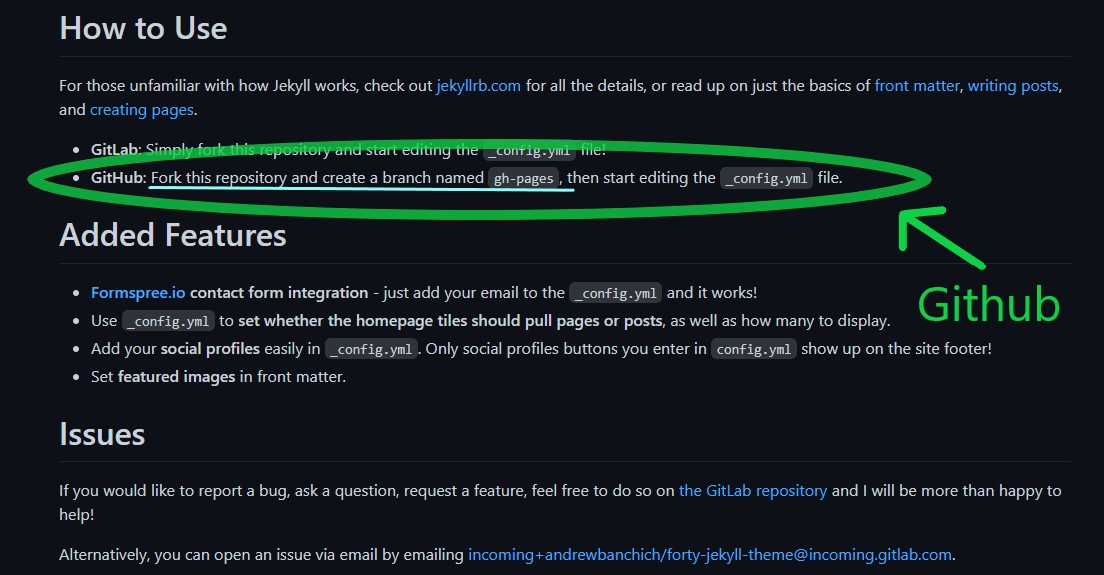 How to Use
For those unfamiliar with how Jekyll works, check out jekyllrb.com for all the details, or read up on just the basics of front matter, writing posts,
and creating pages.
• GitLab: Simply fork this repository and start editing the _config.yml file!
• GitHub: Fork this repository and create a branch named gh-pages, then start editing the _config.yml file.
Added Features
• Formspree.io contact form integration - just add your email to the _config.yml and it works!
Github
• Use _config.yml to set whether the homepage tiles should pull pages or posts, as well as how many to display.
• Add your social profiles easily in _config.yml. Only social profiles buttons you enter in config.yml show up on the site footer!
• Set featured images in front matter.
Issues
If you would like to report a bug, ask a question, request a feature, feel free to do so on the GitLab repository and I will be more than happy to
help!
Alternatively, you can open an issue via email by emailing incoming+andrewbanchich/forty-jekyll-theme@incoming.gitlab.com.